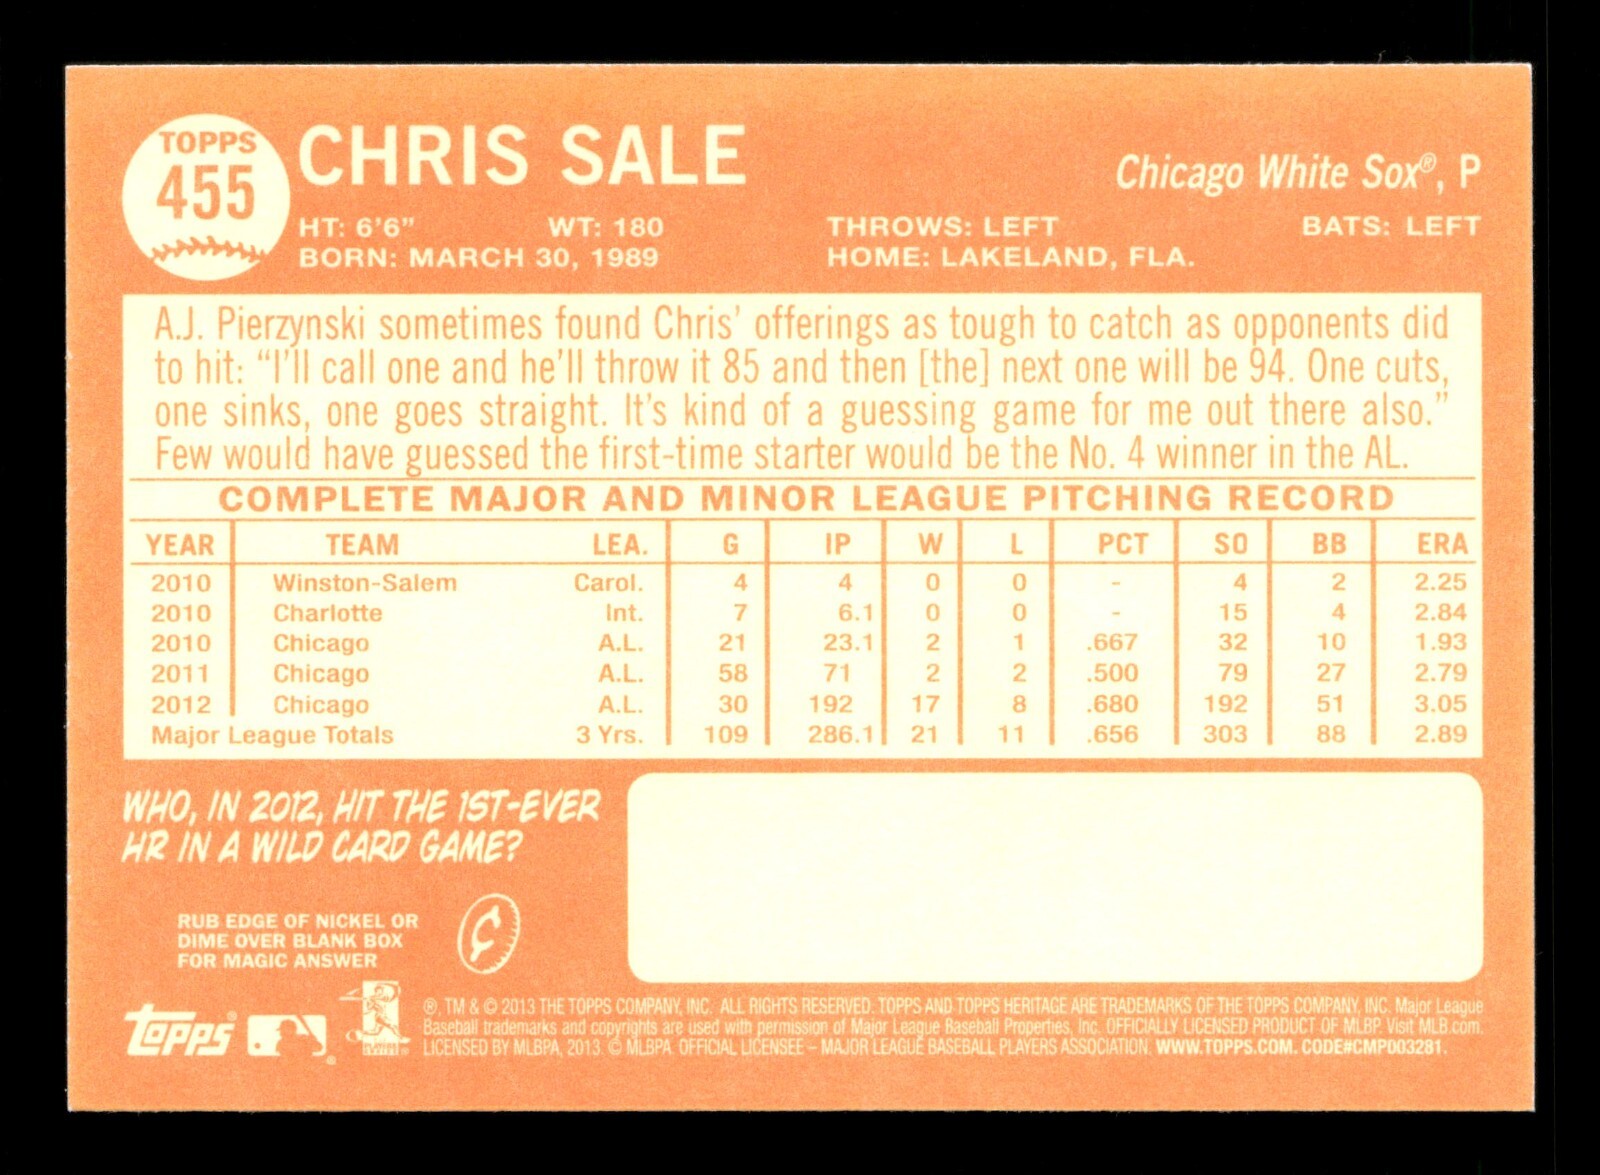 TOPPS
455
CHRIS SALE
Chicago White Sox®, P
HT: 6'6" WT: 180 THROWS: LEFT BATS: LEFT
BORN: MARCH 30, 1989 HOME: LAKELAND, FLA.
A.J. Pierzynski sometimes found Chris' offerings as tough to catch as opponents did
to hit: "I'll call one and he'll throw it 85 and then [the] next one will be 94. One cuts,
one sinks, one goes straight. It's kind of a guessing game for me out there also."
Few would have guessed the first-time starter would be the No. 4 winner in the AL.
COMPLETE MAJOR AND MINOR LEAGUE PITCHING RECORD
YEAR TEAM LEA. G IP W L PCT SO BB ERA
2010 Winston-Salem Carol. 4 4 0 0 - 4 2 2.25
2010 Charlotte Int. 7 6.1 0 0 - 15 4 2.84
2010 Chicago A.L. 21 23.1 2 1 .667 32 10 1.93
2011 Chicago A.L. 58 71 2 2 .500 79 27 2.79
2012 Chicago A.L. 30 192 17 8 .680 192 51 3.05
Major League Totals 3 Yrs. 109 286.1 21 11 .656 303 88 2.89
WHO, IN 2012, HIT THE 1ST-EVER
HR IN A WILD CARD GAME?
RUB EDGE OF NICKEL OR
DIME OVER BLANK BOX
FOR MAGIC ANSWER
¢
Topps®
®, TM & © 2013 THE TOPPS COMPANY, INC. ALL RIGHTS RESERVED. TOPPS AND TOPPS HERITAGE ARE TRADEMARKS OF THE TOPPS COMPANY, INC. Major League
Baseball trademarks and copyrights are used with permission of Major League Baseball Properties, Inc. OFFICIALLY LICENSED PRODUCT OF MLBP. Visit MLB.com.
LICENSED BY MLBPA, 2013 © MLBPA OFFICIAL LICENSEE – MAJOR LEAGUE BASEBALL PLAYERS ASSOCIATION. WWW.TOPPS.COM. CODE#CMP003281.